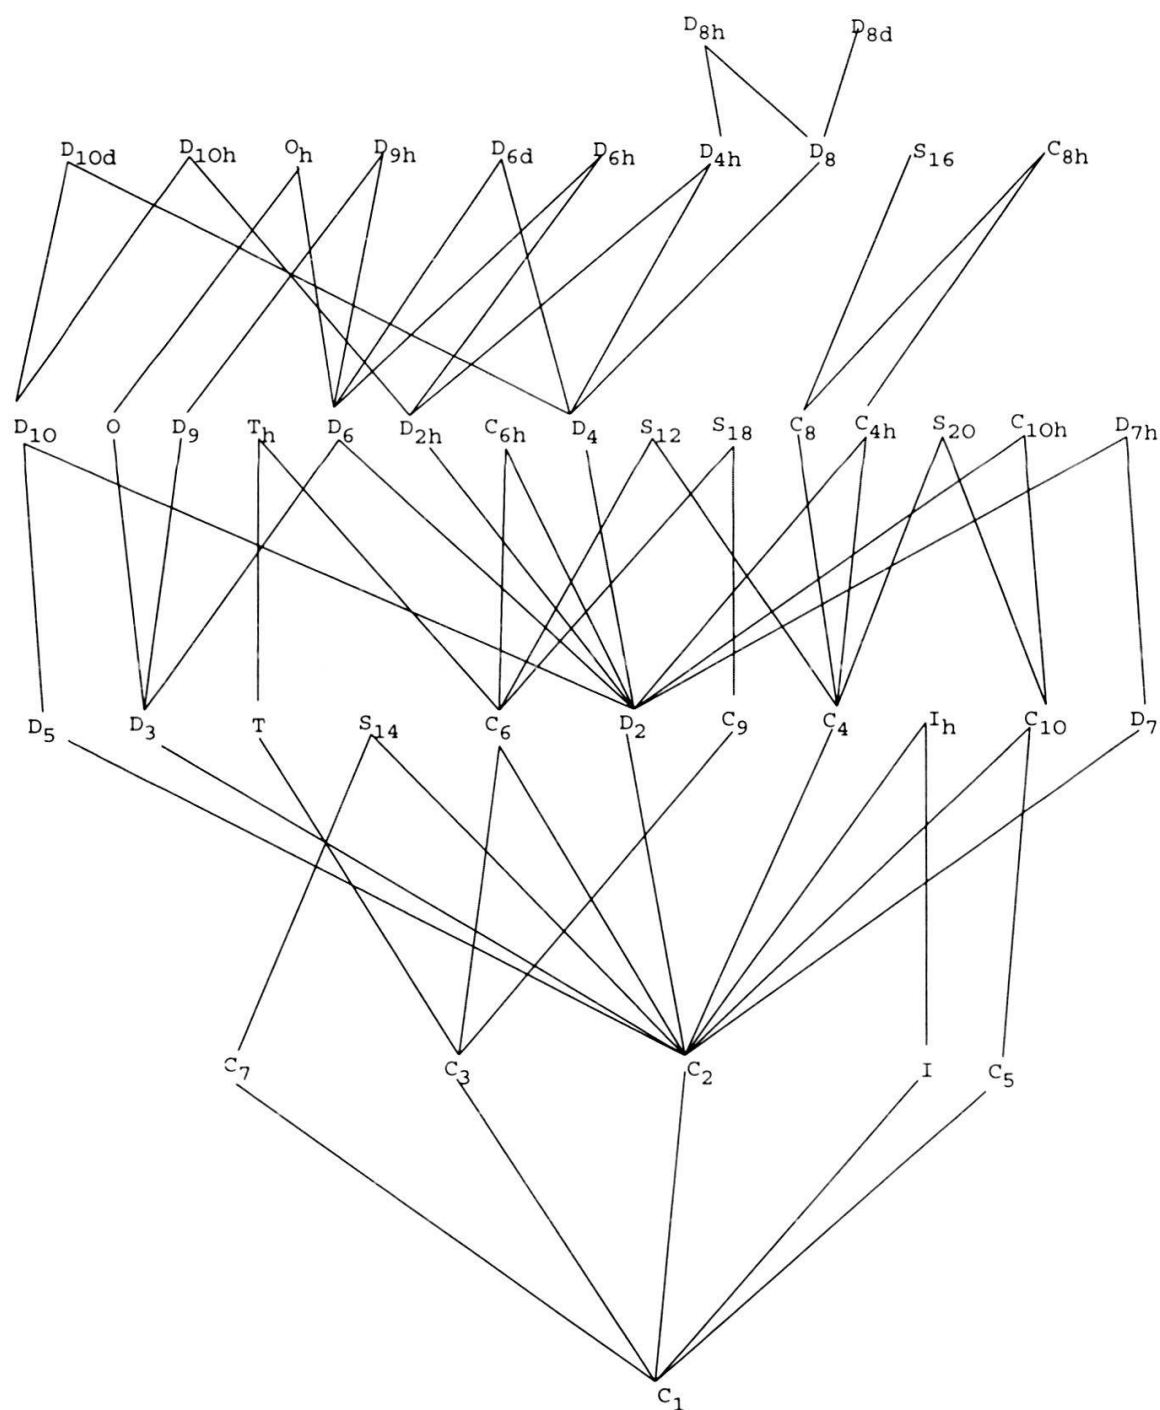 D8h D8d
D10d D10h Oh D9h D6d D6h D4h D8 S16 C8h
D10 O D9 Th D6 D2h C6h D4 S12 S18 C8 C4h S20 C10h D7h
D5 D3 T S14 C6 D2 C9 C4 Ih C10 D7
C7 C3 C2 I C5
C1